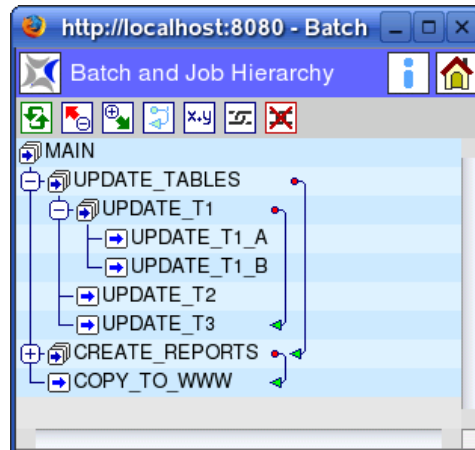 http://localhost:8080 - Batch
Batch and Job Hierarchy
x+y
MAIN
UPDATE_TABLES
UPDATE_T1
UPDATE_T1_A
UPDATE_T1_B
UPDATE_T2
UPDATE_T3
CREATE_REPORTS
COPY_TO_WWW